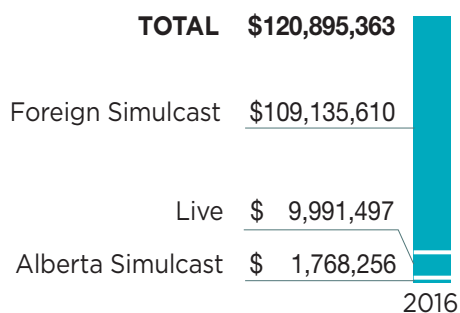 TOTAL $120,895,363
Foreign Simulcast $109,135,610
Live $ 9,991,497
Alberta Simulcast $ 1,768,256
2016